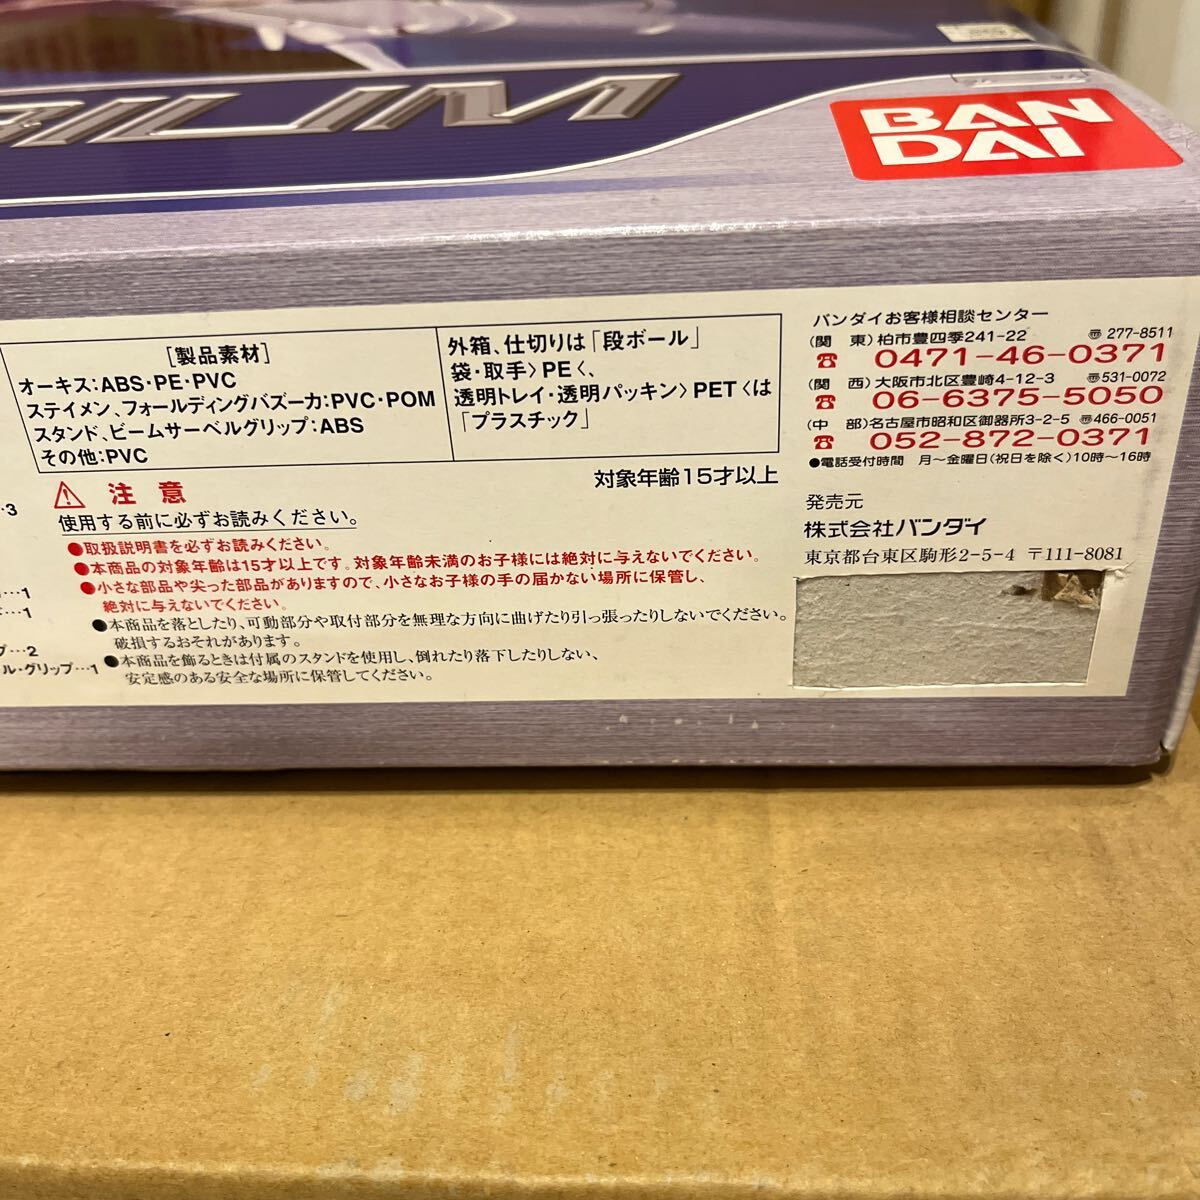 BAN
DAI
[製品素材]
オーキス:ABS・PE・PVC
ステイメン、フォールディングバズーカ:PVC・POM
スタンド、ビームサーベルグリップ:ABS
その他:PVC
外箱、仕切りは「段ボール」
袋・取手〉PE〈、
透明トレイ・透明パッキン〉PET〈は
「プラスチック」
対象年齢15才以上
注意
使用する前に必ずお読みください。
●取扱説明書を必ずお読みください。
●本商品の対象年齢は15才以上です。対象年齢未満のお子様には絶対に与えないでください。
●小さな部品や尖った部品がありますので、小さなお子様の手の届かない場所に保管し、
絶対に与えないでください。
●本商品を落としたり、可動部分や取付部分を無理な方向に曲げたり引っ張ったりしないでください。
破損するおそれがあります。
●本商品を飾るときは付属のスタンドを使用し、倒れたり落下したりしない、
安定感のある安全な場所に保管してください。
…3
…1
…1
プ…2
ル・グリップ…1
バンダイお客様相談センター
(関 東)柏市豊四季241-22 〠277-8511
☎ 0471-46-0371
(関 西)大阪市北区豊崎4-12-3 〠531-0072
☎ 06-6375-5050
(中 部)名古屋市昭和区御器所3-2-5 〠466-0051
☎ 052-872-0371
●電話受付時間 月〜金曜日(祝日を除く)10時〜16時
発売元
株式会社バンダイ
東京都台東区駒形2-5-4 〒111-8081